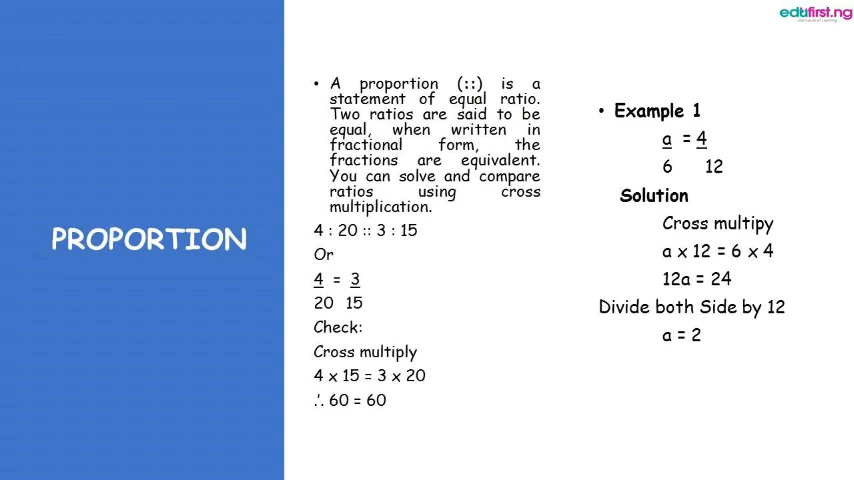 edufirst.ng
PROPORTION
• A proportion (::) is a
statement of equal ratio.
Two ratios are said to be
equal, when written in
fractional form, the
fractions are equivalent.
You can solve and compare
ratios using cross
multiplication.
4 : 20 :: 3 : 15
Or
4 = 3
20 15
Check:
Cross multiply
4 x 15 = 3 x 20
∴ 60 = 60
• Example 1
a = 4
6 12
Solution
Cross multipy
a x 12 = 6 x 4
12a = 24
Divide both Side by 12
a = 2